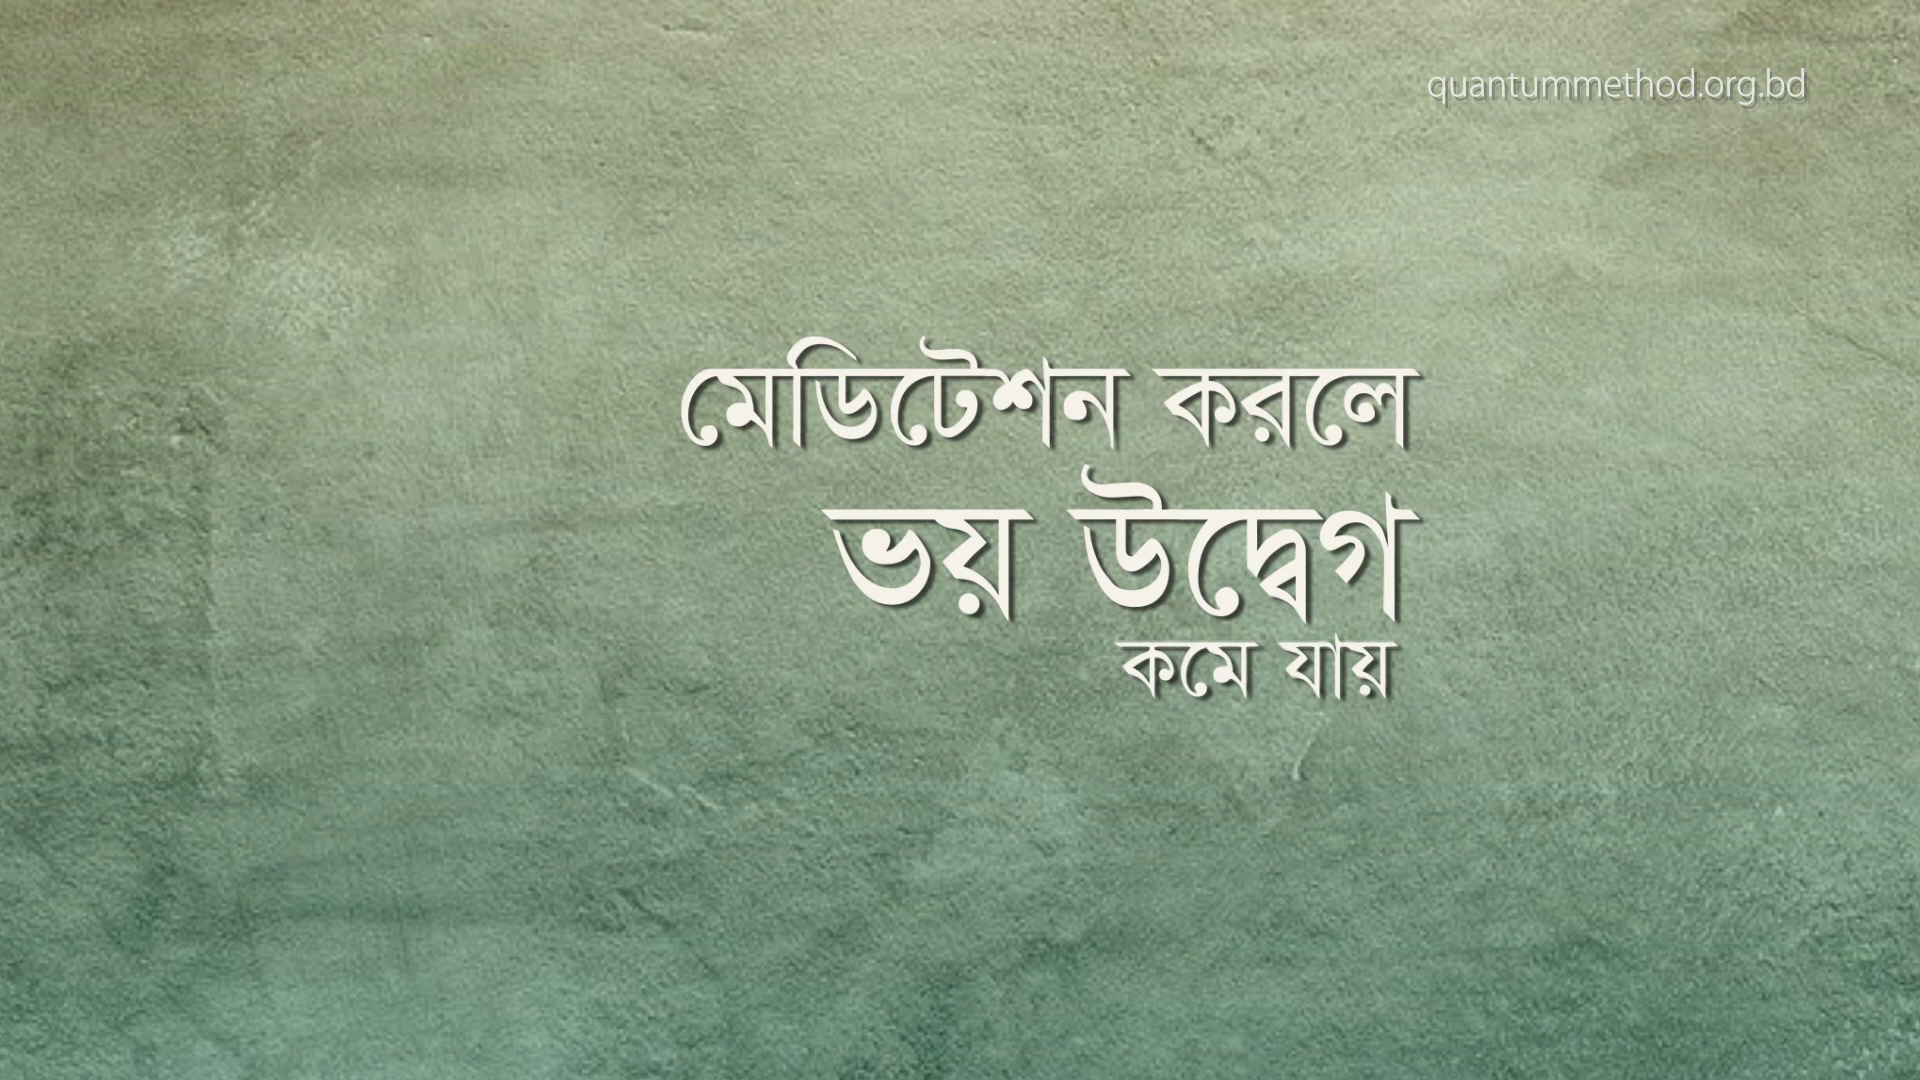 quantummethod.org.bd
মেডিটেশন করলে
ভয় উদ্বেগ
কমে যায়